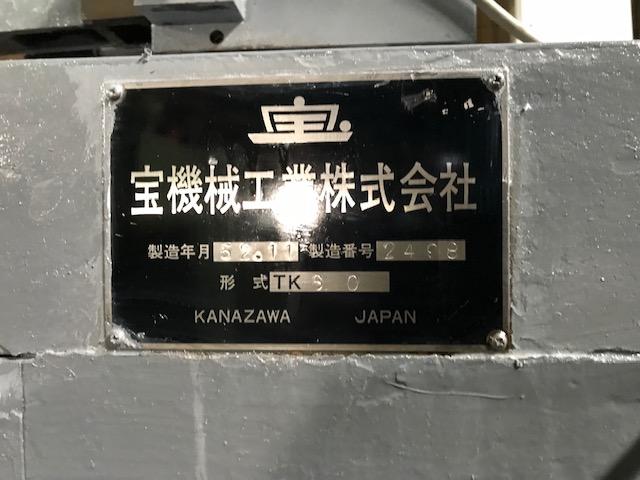 宝
宝機械工業株式会社
製造年月 52.11 製造番号 2468
形式 TK 60
KANAZAWA JAPAN